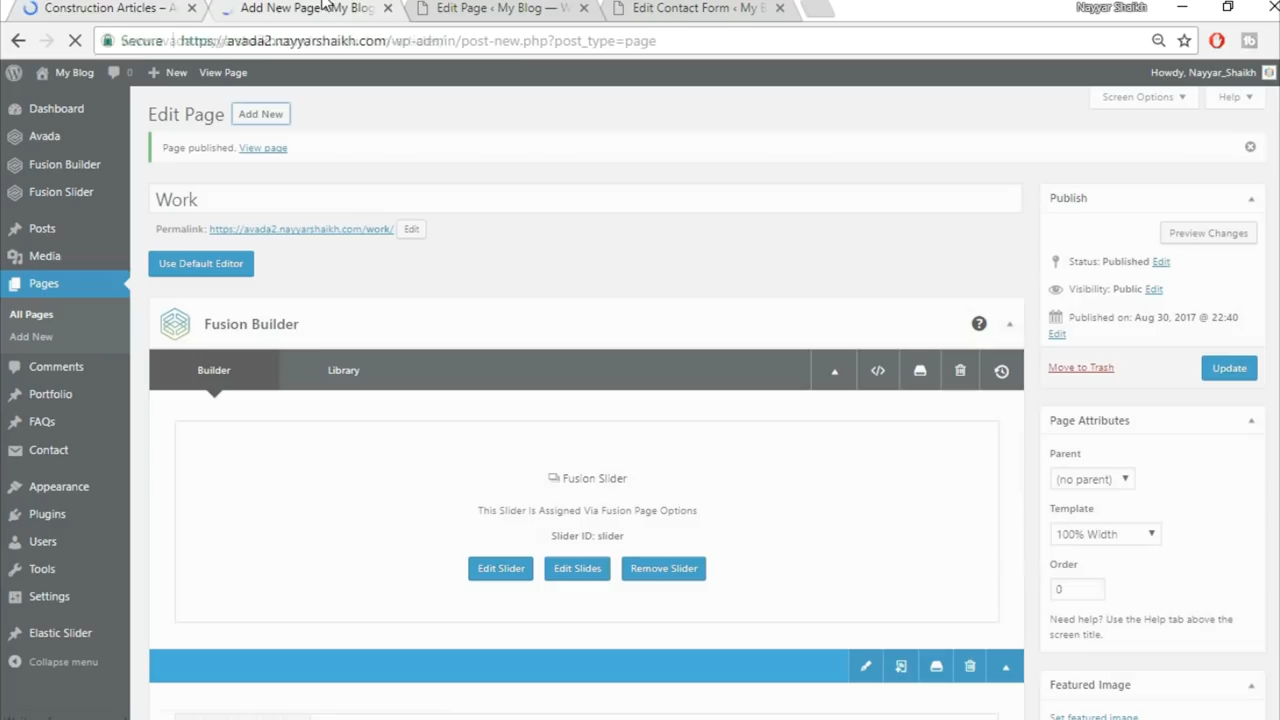 Construction Articles –
Add New Page ‹ My Blog
Edit Page ‹ My Blog —
Edit Contact Form ‹ My B
Nayyar Shaikh
Secure https://avada2.nayyarshaikh.com/wp-admin/post-new.php?post_type=page
My Blog 0 New View Page
Howdy, Nayyar_Shaikh
Dashboard
Avada
Fusion Builder
Fusion Slider
Posts
Media
Pages
All Pages
Add New
Comments
Portfolio
FAQs
Contact
Appearance
Plugins
Users
Tools
Settings
Elastic Slider
Collapse menu
Screen Options Help
Edit Page Add New
Page published. View page
Work
Permalink: https://avada2.nayyarshaikh.com/work/ Edit
Use Default Editor
Fusion Builder
Builder Library
Fusion Slider
This Slider is Assigned Via Fusion Page Options
Slider ID: slider
Edit Slider Edit Slides Remove Slider
Publish
Preview Changes
Status: Published Edit
Visibility: Public Edit
Published on: Aug 30, 2017 @ 22:40
Edit
Move to Trash Update
Page Attributes
Parent
(no parent)
Template
100% Width
Order
0
Need help? Use the Help tab above the
screen title.
Featured Image
Set featured image